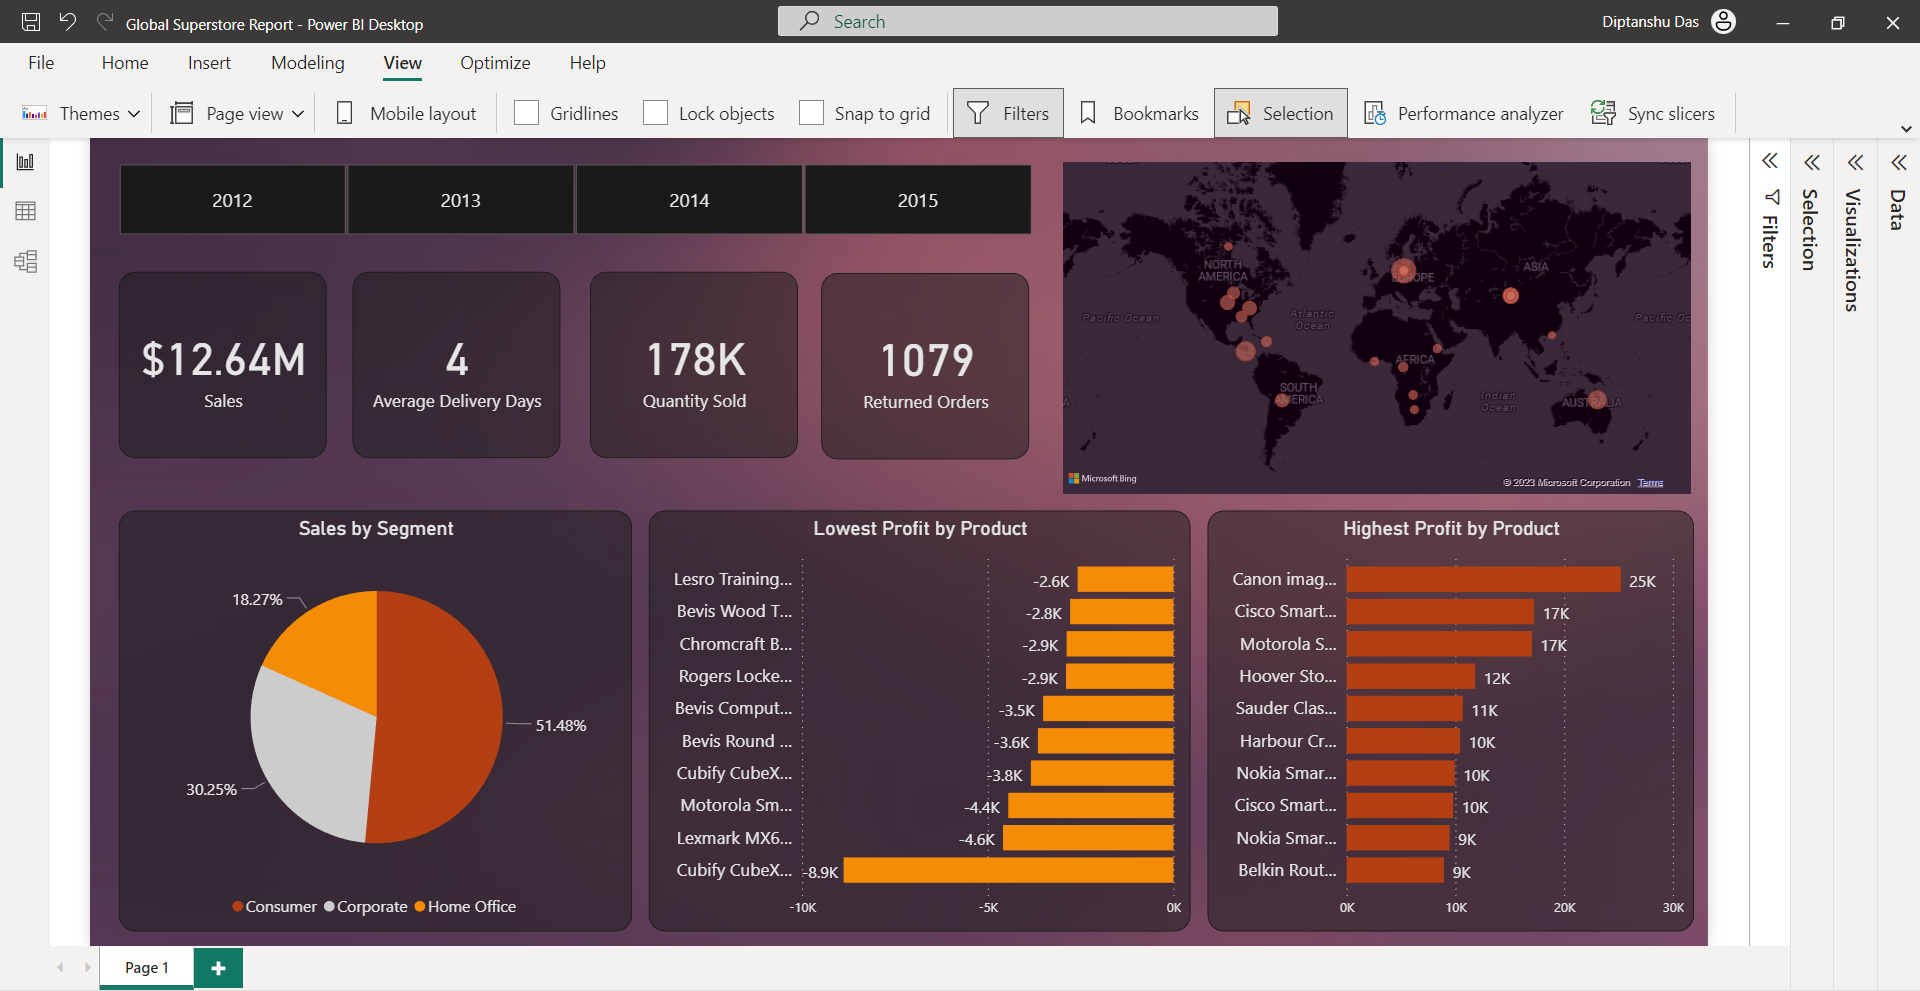 Global Superstore Report - Power BI Desktop
Search
Diptanshu Das
File Home Insert Modeling View Optimize Help
Themes Page view Mobile layout Gridlines Lock objects Snap to grid Filters Bookmarks Selection Performance analyzer Sync slicers
2012 2013 2014 2015
$12.64M
Sales
4
Average Delivery Days
178K
Quantity Sold
1079
Returned Orders
NORTH
AMERICA
EUROPE
ASIA
Pacific Ocean
Atlantic
Ocean
Pacific Oc
AFRICA
SOUTH
AMERICA
Indian
Ocean
AUSTRALIA
Microsoft Bing
© 2023 Microsoft Corporation Terms
Filters
Selection
Visualizations
Data
Sales by Segment
18.27%
51.48%
30.25%
Consumer Corporate Home Office
Lowest Profit by Product
Lesro Training... -2.6K
Bevis Wood T... -2.8K
Chromcraft B... -2.9K
Rogers Locke... -2.9K
Bevis Comput... -3.5K
Bevis Round ... -3.6K
Cubify CubeX... -3.8K
Motorola Sm... -4.4K
Lexmark MX6... -4.6K
Cubify CubeX... -8.9K
-10K -5K 0K
Highest Profit by Product
Canon imag... 25K
Cisco Smart... 17K
Motorola S... 17K
Hoover Sto... 12K
Sauder Clas... 11K
Harbour Cr... 10K
Nokia Smar... 10K
Cisco Smart... 10K
Nokia Smar... 9K
Belkin Rout... 9K
0K 10K 20K 30K
Page 1